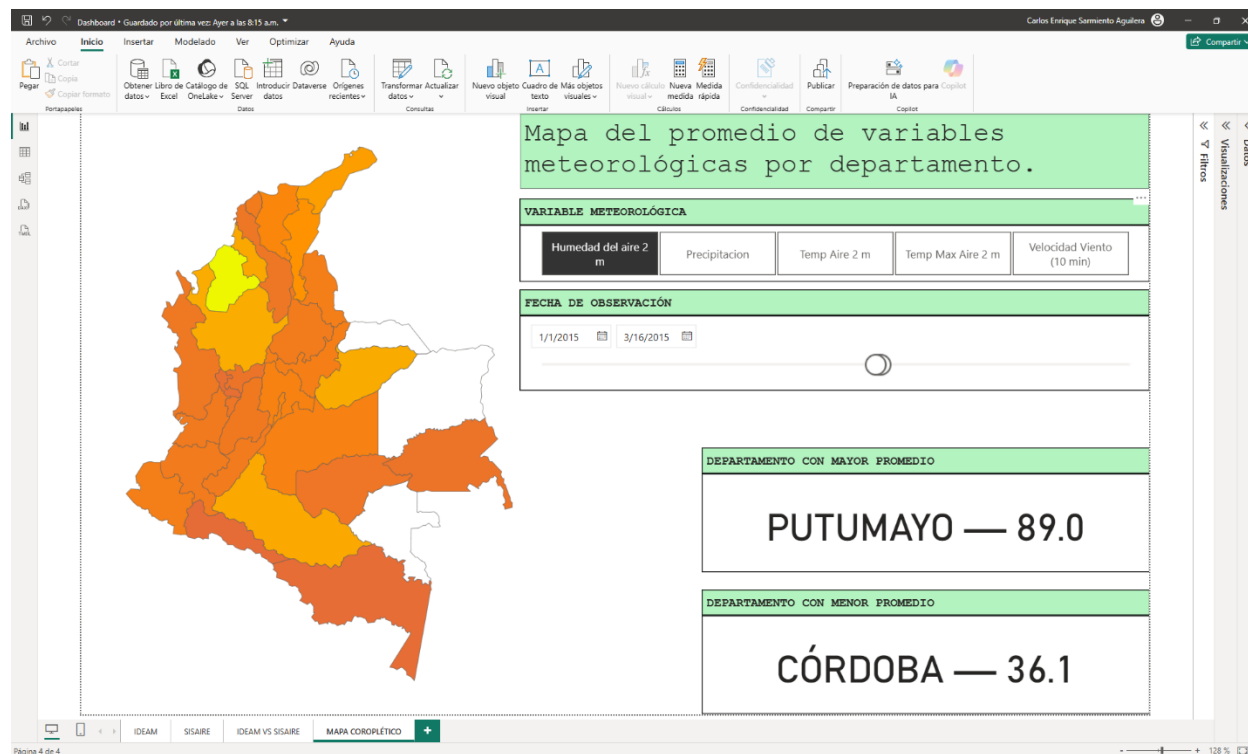 Dashboard • Guardado por última vez: Ayer a las 8:15 a.m.
Carlos Enrique Sarmiento Aguilera
Archivo Inicio Insertar Modelado Ver Optimizar Ayuda
Compartir
Pegar
Cortar
Copia
Copiar formato
Portapapeles
Obtener datos
Libro de Excel
Catálogo de OneLake
SQL Server
Introducir datos
Dataverse
Orígenes recientes
Datos
Transformar datos
Actualizar
Consultas
Nuevo objeto visual
Cuadro de texto
Más objetos visuales
Insertar
Nuevo cálculo visual
Nueva medida
Medida rápida
Cálculos
Confidencialidad
Confidencialidad
Publicar
Compartir
Preparación de datos para IA
Copilot
Copilot
Mapa del promedio de variables
meteorológicas por departamento.
VARIABLE METEOROLÓGICA
Humedad del aire 2
m
Precipitacion
Temp Aire 2 m
Temp Max Aire 2 m
Velocidad Viento
(10 min)
FECHA DE OBSERVACIÓN
1/1/2015 3/16/2015
DEPARTAMENTO CON MAYOR PROMEDIO
PUTUMAYO — 89.0
DEPARTAMENTO CON MENOR PROMEDIO
CÓRDOBA — 36.1
Filtros
Visualizaciones
Datos
IDEAM SISAIRE IDEAM VS SISAIRE MAPA COROPLÉTICO
Página 4 de 4
128 %